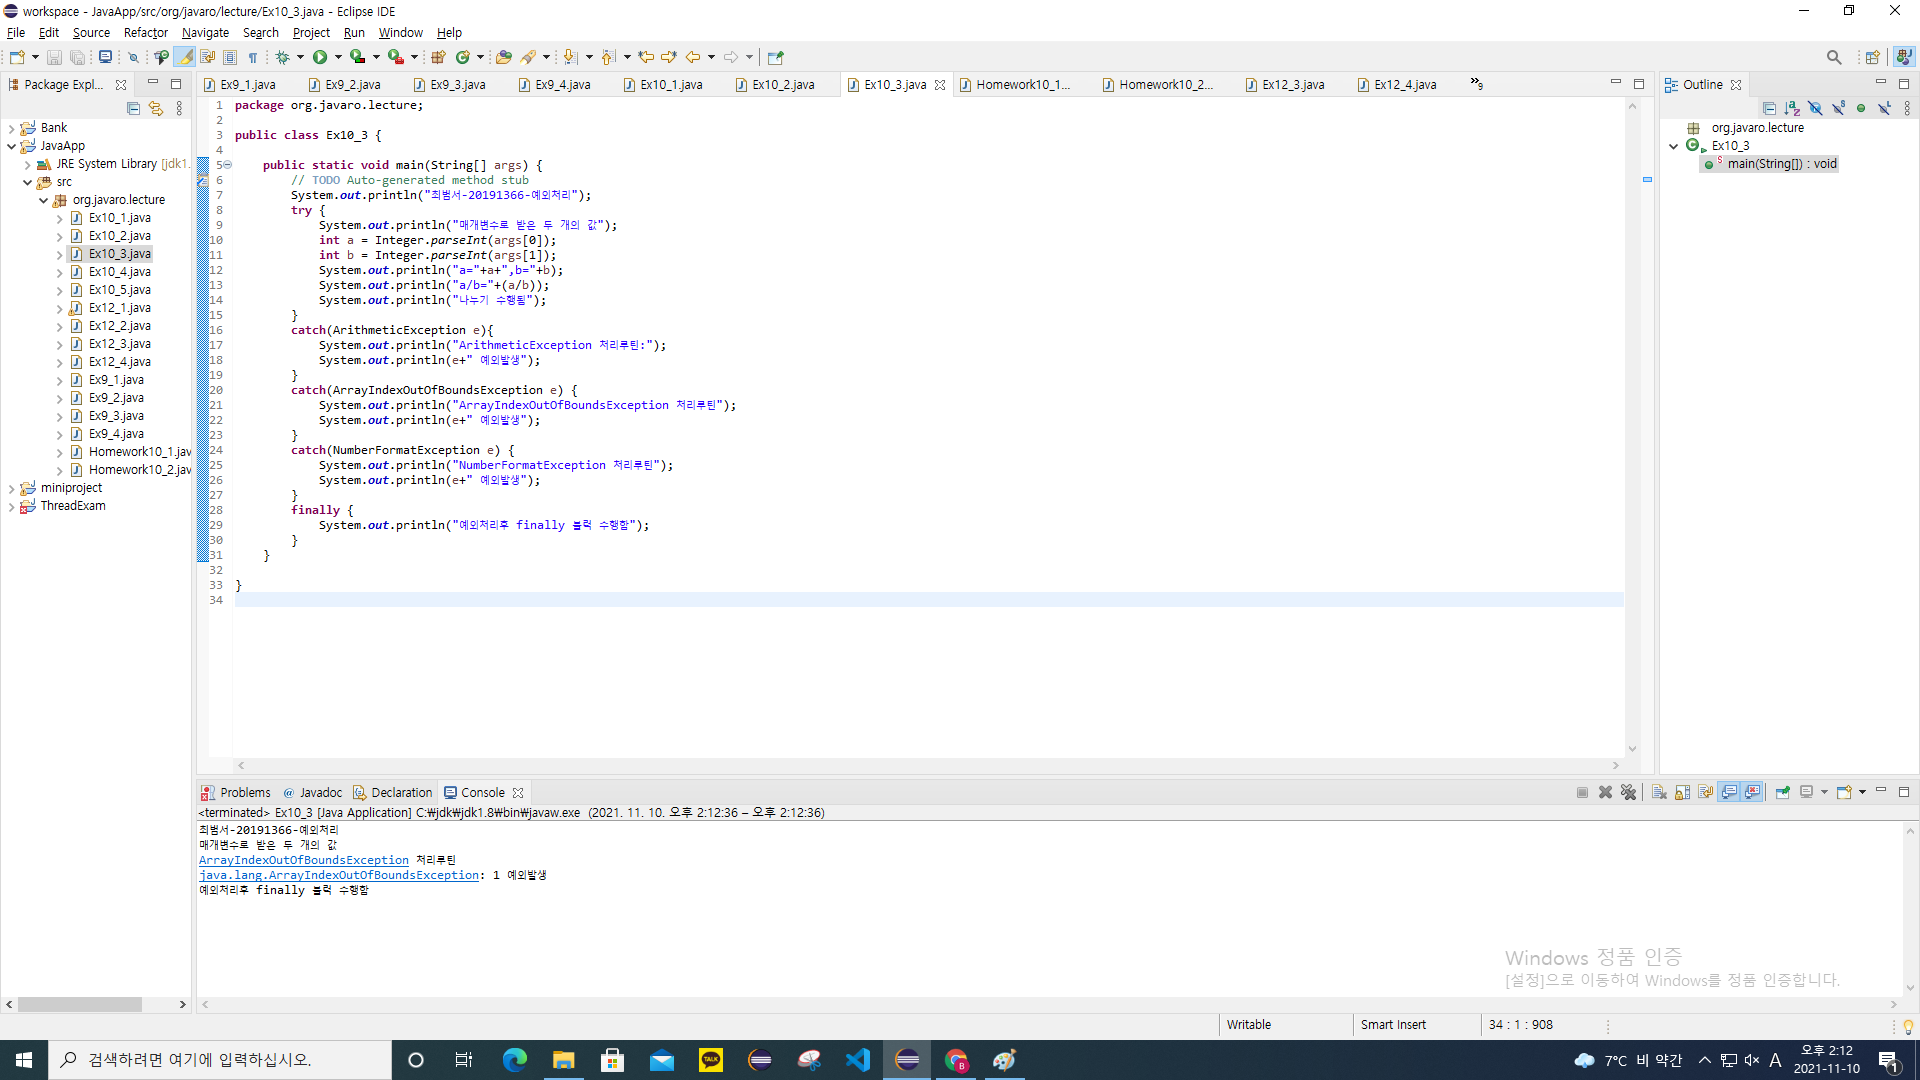 workspace - JavaApp/src/org/javaro/lecture/Ex10_3.java - Eclipse IDE
File Edit Source Refactor Navigate Search Project Run Window Help
Package Expl...
Ex9_1.java Ex9_2.java Ex9_3.java Ex9_4.java Ex10_1.java Ex10_2.java Ex10_3.java Homework10_1... Homework10_2... Ex12_3.java Ex12_4.java »9
Outline
Bank
JavaApp
JRE System Library [jdk1.
src
org.javaro.lecture
Ex10_1.java
Ex10_2.java
Ex10_3.java
Ex10_4.java
Ex10_5.java
Ex12_1.java
Ex12_2.java
Ex12_3.java
Ex12_4.java
Ex9_1.java
Ex9_2.java
Ex9_3.java
Ex9_4.java
Homework10_1.jav
Homework10_2.jav
miniproject
ThreadExam
1 package org.javaro.lecture;
2
3 public class Ex10_3 {
4
5 public static void main(String[] args) {
6 // TODO Auto-generated method stub
7 System.out.println("최범서-20191366-예외처리");
8 try {
9 System.out.println("매개변수로 받은 두 개의 값");
10 int a = Integer.parseInt(args[0]);
11 int b = Integer.parseInt(args[1]);
12 System.out.println("a="+a+",b="+b);
13 System.out.println("a/b="+(a/b));
14 System.out.println("나누기 수행됨");
15 }
16 catch(ArithmeticException e){
17 System.out.println("ArithmeticException 처리루틴:");
18 System.out.println(e+" 예외발생");
19 }
20 catch(ArrayIndexOutOfBoundsException e) {
21 System.out.println("ArrayIndexOutOfBoundsException 처리루틴");
22 System.out.println(e+" 예외발생");
23 }
24 catch(NumberFormatException e) {
25 System.out.println("NumberFormatException 처리루틴");
26 System.out.println(e+" 예외발생");
27 }
28 finally {
29 System.out.println("예외처리후 finally 블럭 수행함");
30 }
31 }
32
33 }
34
org.javaro.lecture
Ex10_3
main(String[]) : void
Problems Javadoc Declaration Console
<terminated> Ex10_3 [Java Application] C:₩jdk₩jdk1.8₩bin₩javaw.exe (2021. 11. 10. 오후 2:12:36 – 오후 2:12:36)
최범서-20191366-예외처리
매개변수로 받은 두 개의 값
ArrayIndexOutOfBoundsException 처리루틴
java.lang.ArrayIndexOutOfBoundsException: 1 예외발생
예외처리후 finally 블럭 수행함
Windows 정품 인증
[설정]으로 이동하여 Windows를 정품 인증합니다.
Writable Smart Insert 34 : 1 : 908
검색하려면 여기에 입력하십시오.
TALK
B
7°C 비 약간
A
오후 2:12
2021-11-10
1